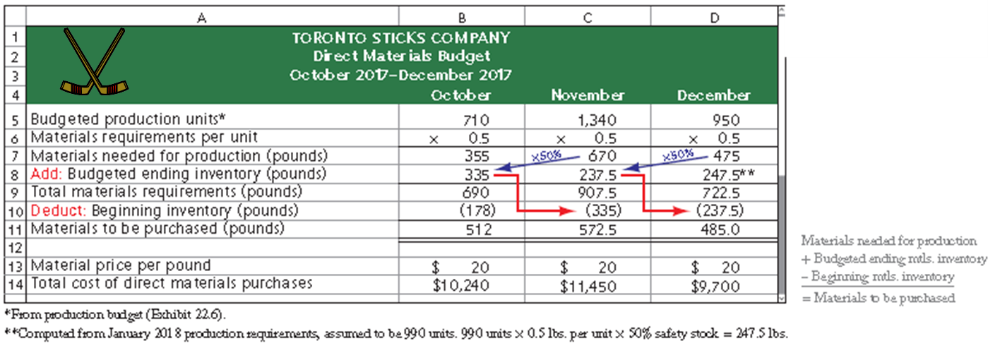 A B C D
1 TORONTO STICKS COMPANY
2 Direct Materials Budget
3 October 2017–December 2017
4 October November December
5 Budgeted production units* 710 1,340 950
6 Materials requirements per unit × 0.5 × 0.5 × 0.5
7 Materials needed for production (pounds) 355 x50% 670 x50% 475
8 Add: Budgeted ending inventory (pounds) 335 237.5 247.5**
9 Total materials requirements (pounds) 690 907.5 722.5
10 Deduct: Beginning inventory (pounds) (178) (335) (237.5)
11 Materials to be purchased (pounds) 512 572.5 485.0
12
13 Material price per pound $ 20 $ 20 $ 20
14 Total cost of direct materials purchases $10,240 $11,450 $9,700
Materials needed for production
+ Budgeted ending mtls. inventory
– Beginning mtls. inventory
= Materials to be purchased
*From production budget (Exhibit 22.6).
**Computed from January 2018 production requirements, assumed to be 990 units. 990 units × 0.5 lbs. per unit × 50% safety stock = 247.5 lbs.